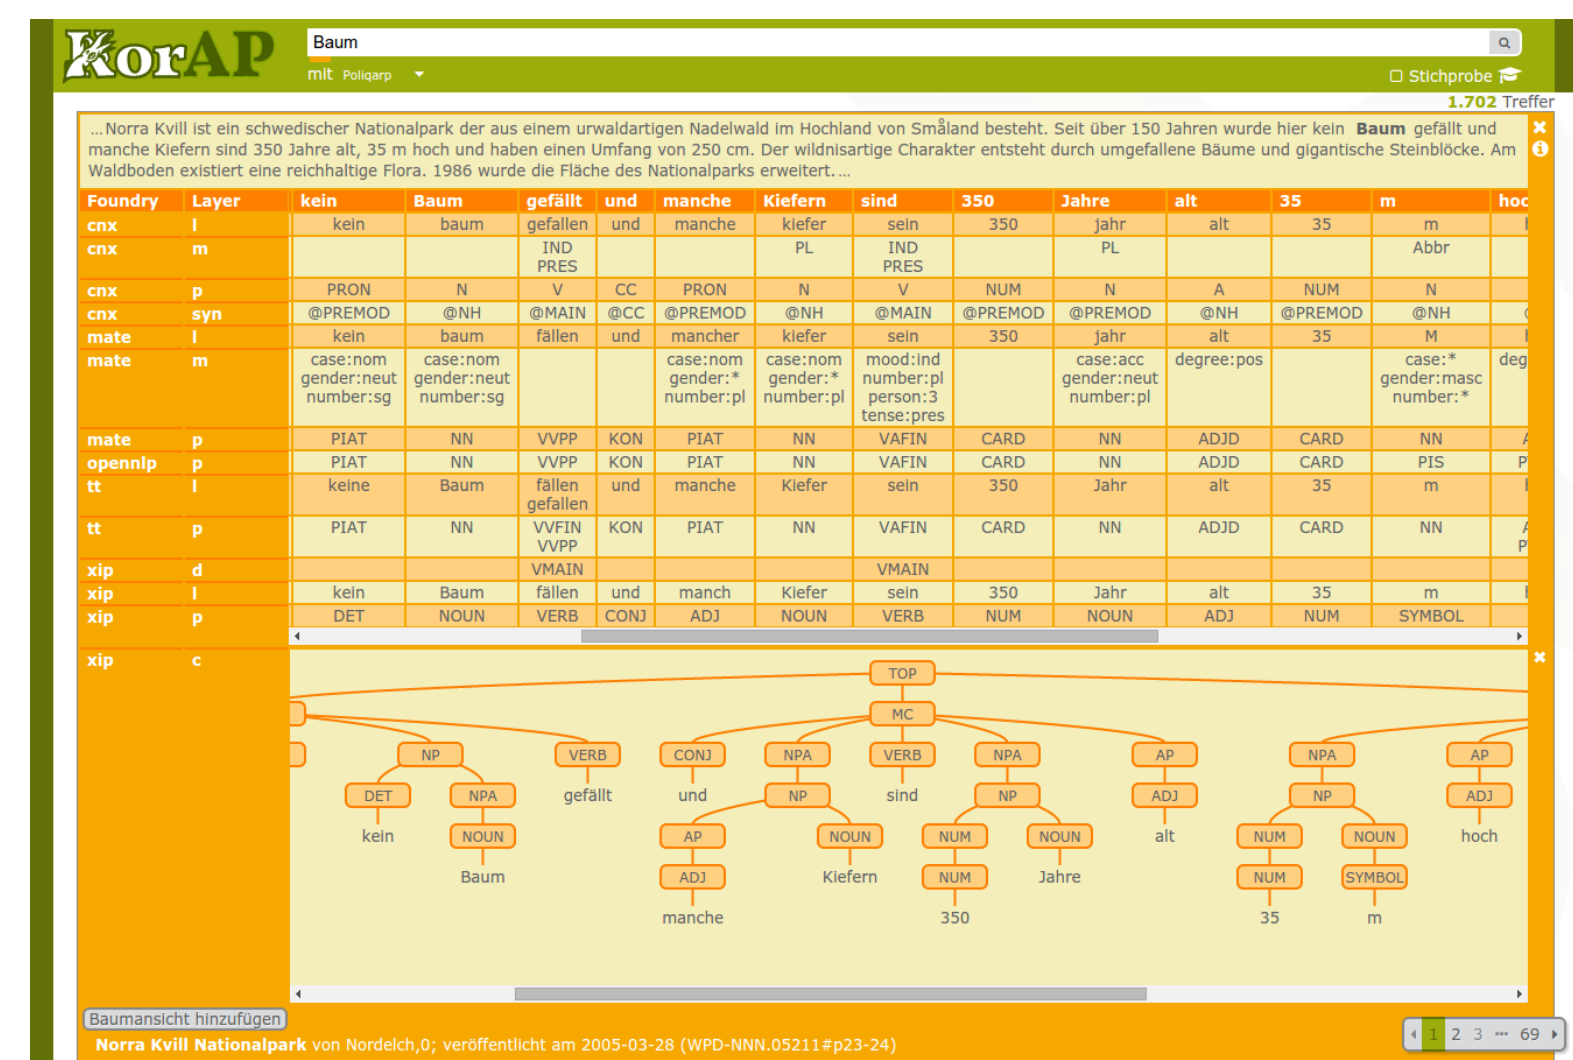 KorAP
Baum
mit Poliqarp
Stichprobe
1.702 Treffer
...Norra Kvill ist ein schwedischer Nationalpark der aus einem urwaldartigen Nadelwald im Hochland von Småland besteht. Seit über 150 Jahren wurde hier kein Baum gefällt und
manche Kiefern sind 350 Jahre alt, 35 m hoch und haben einen Umfang von 250 cm. Der wildnisartige Charakter entsteht durch umgefallene Bäume und gigantische Steinblöcke. Am
Waldboden existiert eine reichhaltige Flora. 1986 wurde die Fläche des Nationalparks erweitert....
Foundry Layer kein Baum gefällt und manche Kiefern sind 350 Jahre alt 35 m hoc
cnx l kein baum gefallen und manche kiefer sein 350 jahr alt 35 m
cnx m IND PL IND PL Abbr
PRES PRES
cnx p PRON N V CC PRON N V NUM N A NUM N
cnx syn @PREMOD @NH @MAIN @CC @PREMOD @NH @MAIN @PREMOD @PREMOD @NH @PREMOD @NH
mate l kein baum fällen und mancher kiefer sein 350 jahr alt 35 M
mate m case:nom case:nom case:nom case:nom mood:ind case:acc degree:pos case:* deg
gender:neut gender:neut gender:* gender:* number:pl gender:neut gender:masc
number:sg number:sg number:pl number:pl person:3 number:pl number:*
tense:pres
mate p PIAT NN VVPP KON PIAT NN VAFIN CARD NN ADJD CARD NN
opennlp p PIAT NN VVPP KON PIAT NN VAFIN CARD NN ADJD CARD PIS
tt l keine Baum fällen und manche Kiefer sein 350 Jahr alt 35 m
gefallen
tt p PIAT NN VVFIN KON PIAT NN VAFIN CARD NN ADJD CARD NN
VVPP
xip d VMAIN VMAIN
xip l kein Baum fällen und manch Kiefer sein 350 Jahr alt 35 m
xip p DET NOUN VERB CONJ ADJ NOUN VERB NUM NOUN ADJ NUM SYMBOL
xip c
TOP
MC
NP VERB CONJ NPA VERB NPA AP NPA AP
DET NPA gefällt und NP sind NP ADJ NP ADJ
kein NOUN AP NOUN NUM NOUN alt NUM NOUN hoch
Baum ADJ Kiefern NUM Jahre NUM SYMBOL
manche 350 35 m
Baumansicht hinzufügen
Norra Kvill Nationalpark von Nordelch,0; veröffentlicht am 2005-03-28 (WPD-NNN.05211#p23-24)
1 2 3 ... 69